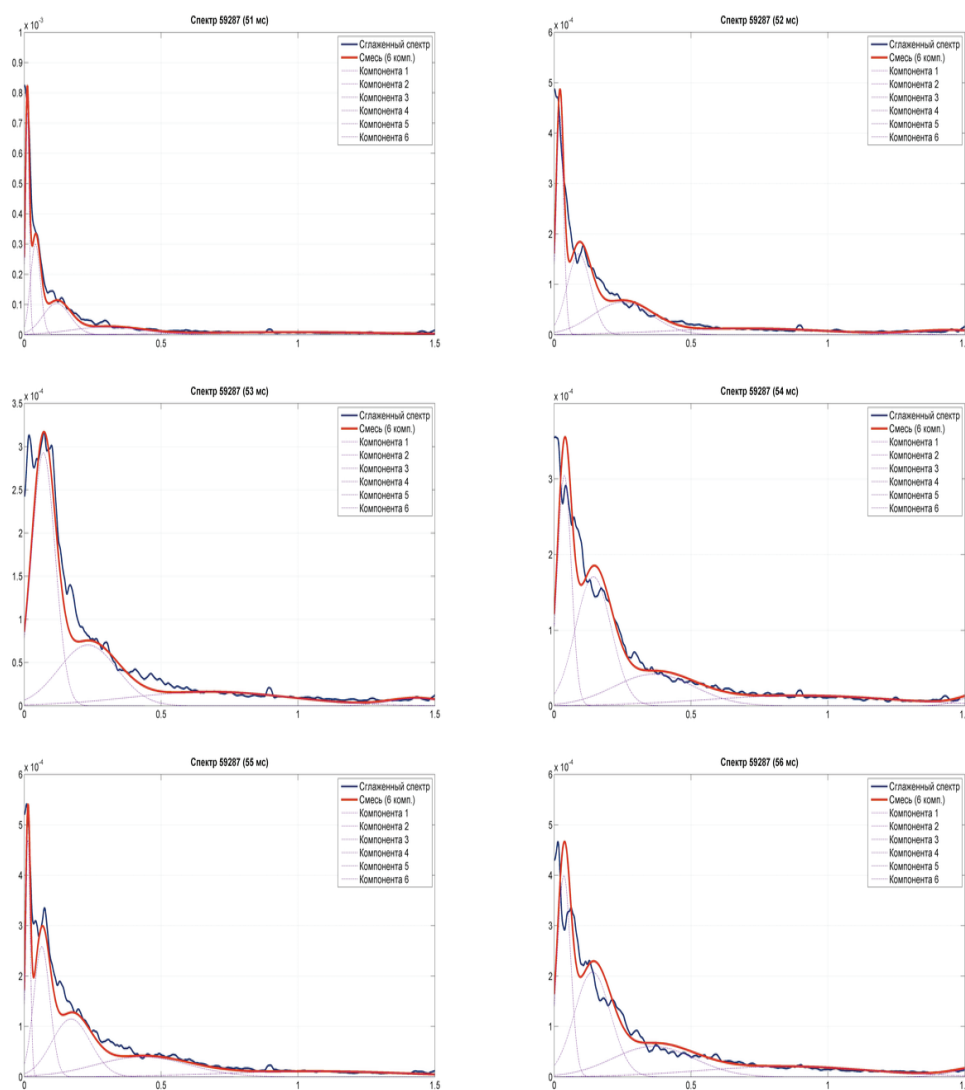 Спектр 59287 (51 мс)
x 10^-3
1
0.9
0.8
0.7
0.6
0.5
0.4
0.3
0.2
0.1
0
0 0.5 1 1.5
Сглаженный спектр
Смесь (6 комп.)
Компонента 1
Компонента 2
Компонента 3
Компонента 4
Компонента 5
Компонента 6
Спектр 59287 (52 мс)
x 10^-4
6
5
4
3
2
1
0
0 0.5 1 1.5
Сглаженный спектр
Смесь (6 комп.)
Компонента 1
Компонента 2
Компонента 3
Компонента 4
Компонента 5
Компонента 6
Спектр 59287 (53 мс)
x 10^-4
3.5
3
2.5
2
1.5
1
0.5
0
0 0.5 1 1.5
Сглаженный спектр
Смесь (6 комп.)
Компонента 1
Компонента 2
Компонента 3
Компонента 4
Компонента 5
Компонента 6
Спектр 59287 (54 мс)
x 10^-4
3
2
1
0
0 0.5 1 1.5
Сглаженный спектр
Смесь (6 комп.)
Компонента 1
Компонента 2
Компонента 3
Компонента 4
Компонента 5
Компонента 6
Спектр 59287 (55 мс)
x 10^-4
6
5
4
3
2
1
0
0 0.5 1 1.5
Сглаженный спектр
Смесь (6 комп.)
Компонента 1
Компонента 2
Компонента 3
Компонента 4
Компонента 5
Компонента 6
Спектр 59287 (56 мс)
x 10^-4
6
5
4
3
2
1
0
0 0.5 1 1.5
Сглаженный спектр
Смесь (6 комп.)
Компонента 1
Компонента 2
Компонента 3
Компонента 4
Компонента 5
Компонента 6